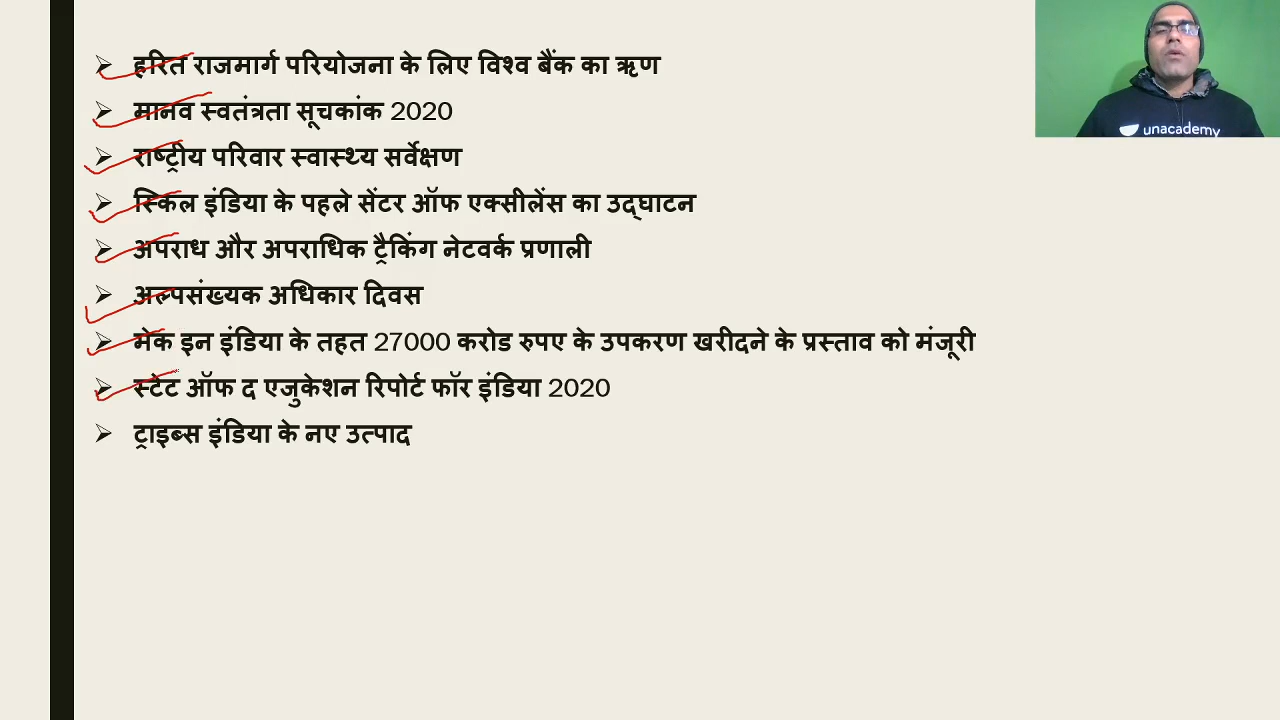 हरित राजमार्ग परियोजना के लिए विश्व बैंक का ऋण
मानव स्वतंत्रता सूचकांक 2020
राष्ट्रीय परिवार स्वास्थ्य सर्वेक्षण
स्किल इंडिया के पहले सेंटर ऑफ एक्सीलेंस का उद्घाटन
अपराध और अपराधिक ट्रैकिंग नेटवर्क प्रणाली
अल्पसंख्यक अधिकार दिवस
मेक इन इंडिया के तहत 27000 करोड रुपए के उपकरण खरीदने के प्रस्ताव को मंजूरी
स्टेट ऑफ द एजुकेशन रिपोर्ट फॉर इंडिया 2020
ट्राइब्स इंडिया के नए उत्पाद
unacademy